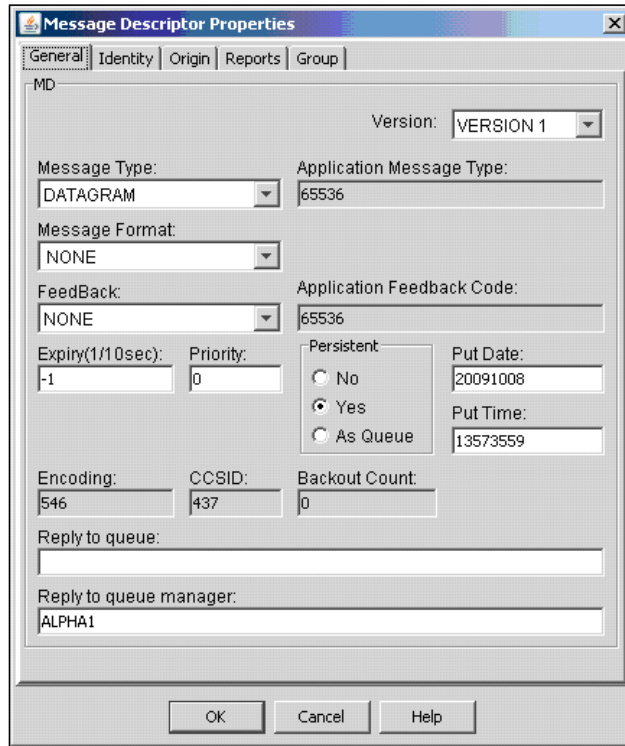 Message Descriptor Properties
General Identity Origin Reports Group
MD
Version: VERSION 1
Message Type: Application Message Type:
DATAGRAM 65536
Message Format:
NONE
FeedBack: Application Feedback Code:
NONE 65536
Expiry(1/10sec): Priority: Persistent Put Date:
-1 0 No 20091008
Yes Put Time:
As Queue 13573559
Encoding: CCSID: Backout Count:
546 437 0
Reply to queue:
Reply to queue manager:
ALPHA1
OK Cancel Help